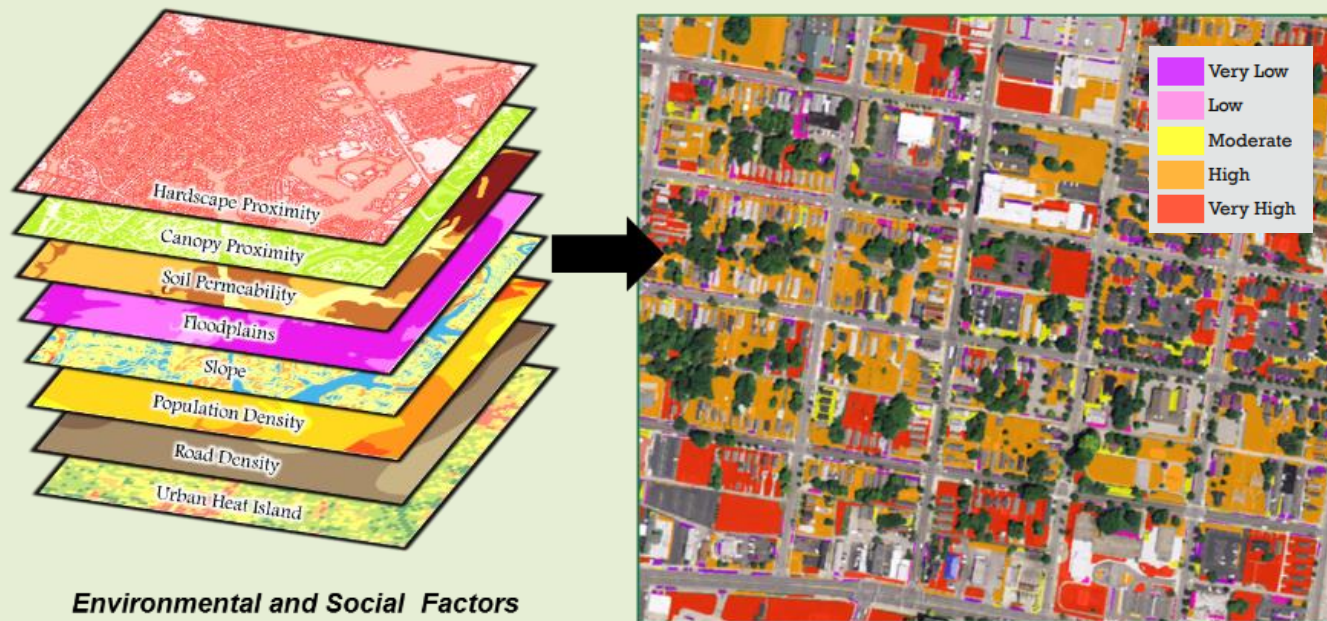 Hardscape Proximity
Canopy Proximity
Soil Permeability
Floodplains
Slope
Population Density
Road Density
Urban Heat Island
Environmental and Social Factors
Very Low
Low
Moderate
High
Very High